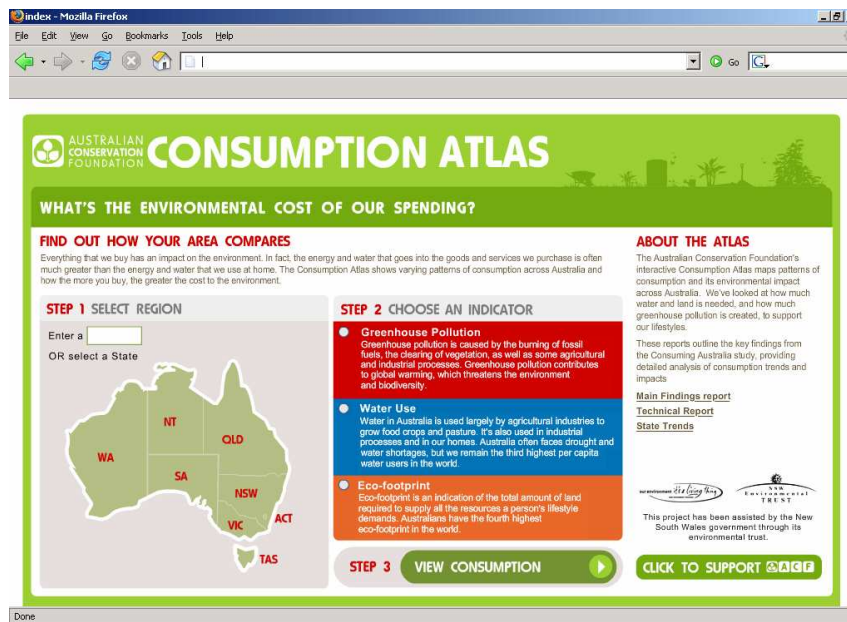 index - Mozilla Firefox
File Edit View Go Bookmarks Tools Help
Go
G
AUSTRALIAN
CONSERVATION
FOUNDATION
CONSUMPTION ATLAS
WHAT'S THE ENVIRONMENTAL COST OF OUR SPENDING?
FIND OUT HOW YOUR AREA COMPARES
Everything that we buy has an impact on the environment. In fact, the energy and water that goes into the goods and services we purchase is often
much greater than the energy and water that we use at home. The Consumption Atlas shows varying patterns of consumption across Australia and
how the more you buy, the greater the cost to the environment.
STEP 1 SELECT REGION
Enter a
OR select a State
NT
QLD
WA
SA
NSW
ACT
VIC
TAS
STEP 2 CHOOSE AN INDICATOR
Greenhouse Pollution
Greenhouse pollution is caused by the burning of fossil
fuels, the clearing of vegetation, as well as some agricultural
and industrial processes. Greenhouse pollution contributes
to global warming, which threatens the environment
and biodiversity.
Water Use
Water in Australia is used largely by agricultural industries to
grow food crops and pasture. It's also used in industrial
processes and in our homes. Australia often faces drought and
water shortages, but we remain the third highest per capita
water users in the world.
Eco-footprint
Eco-footprint is an indication of the total amount of land
required to supply all the resources a person's lifestyle
demands. Australians have the fourth highest
eco-footprint in the world.
STEP 3 VIEW CONSUMPTION
ABOUT THE ATLAS
The Australian Conservation Foundation's
interactive Consumption Atlas maps patterns of
consumption and its environmental impact
across Australia. We've looked at how much
water and land is needed, and how much
greenhouse pollution is created, to support
our lifestyles.
These reports outline the key findings from
the Consuming Australia study, providing
detailed analysis of consumption trends and
impacts
Main Findings report
Technical Report
State Trends
our environment it's a living thing
NSW
Environmental
TRUST
This project has been assisted by the New
South Wales government through its
environmental trust.
CLICK TO SUPPORT ACF
Done